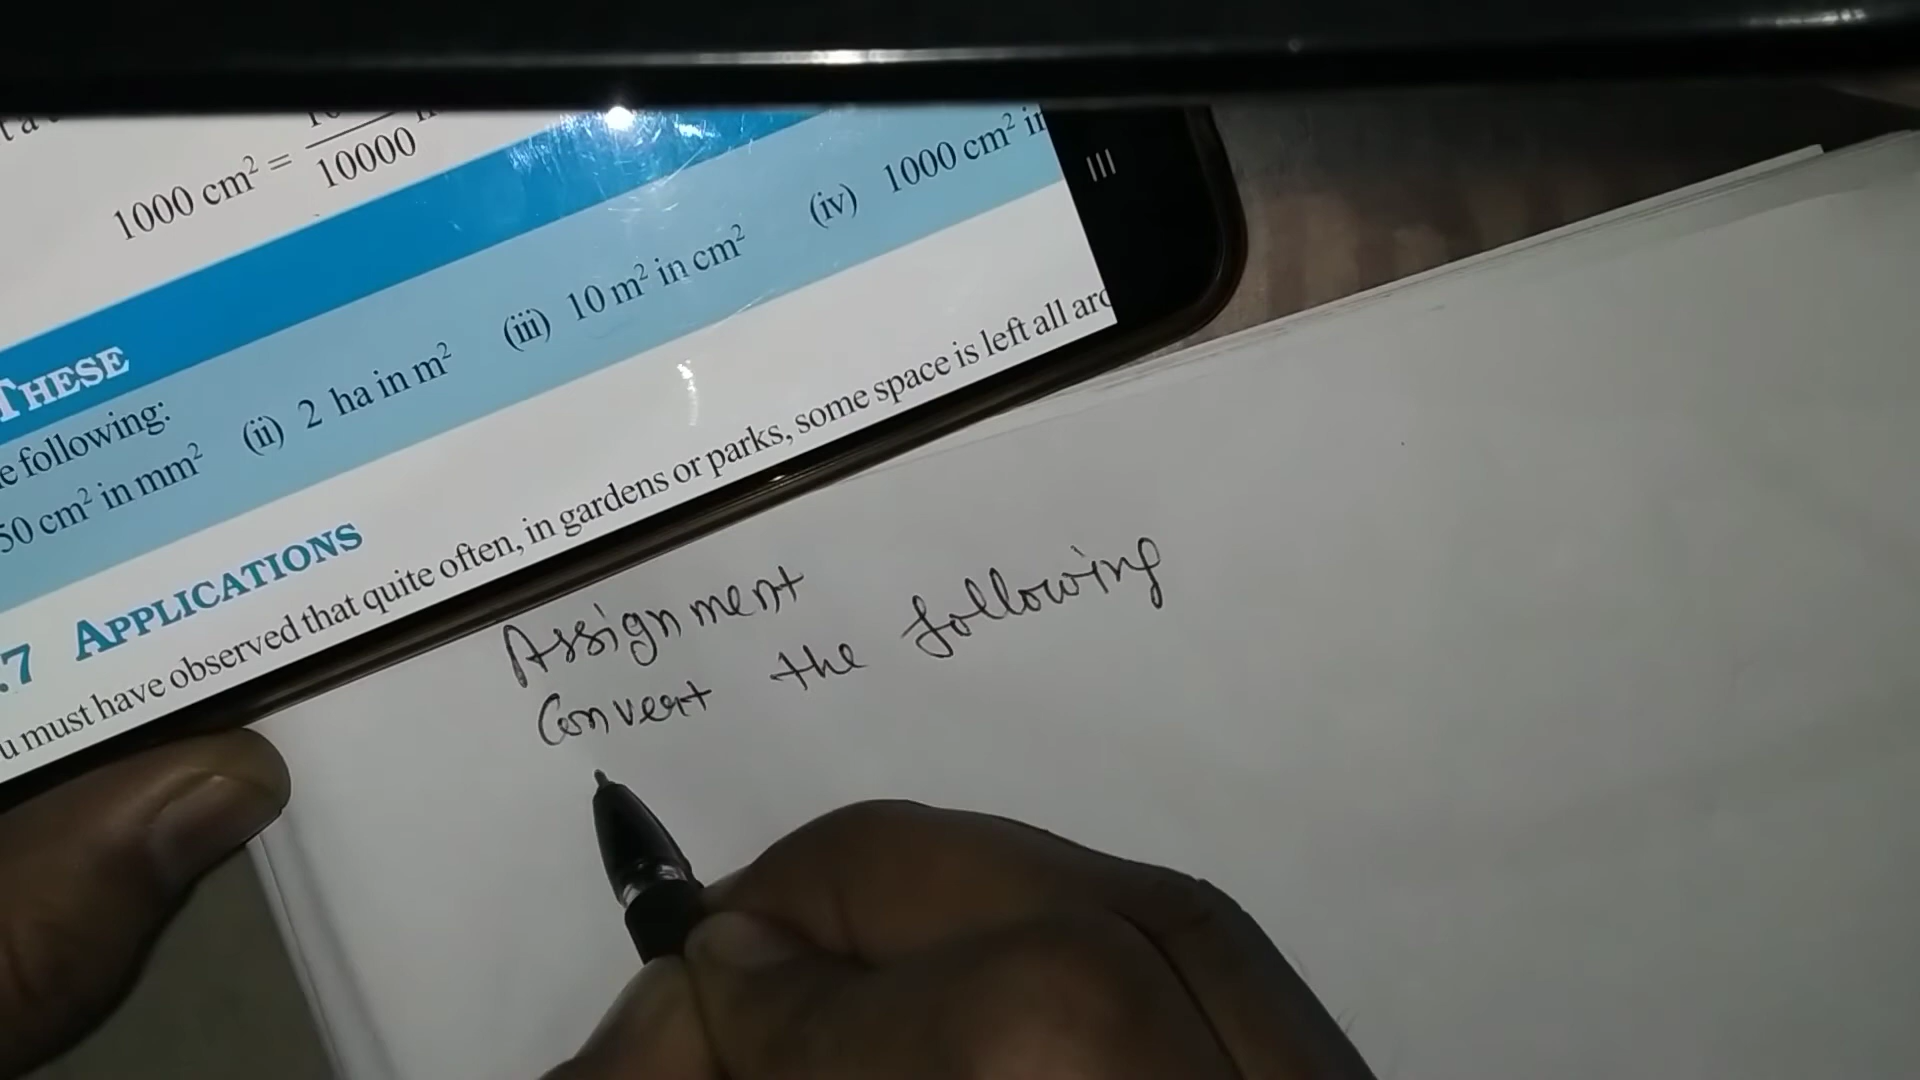 1000 cm² =
10000
THESE
following:
50 cm² in mm² (ii) 2 ha in m² (iii) 10 m² in cm² (iv) 1000 cm²
.7 APPLICATIONS
must have observed that quite often, in gardens or parks, some space is left all
Assignment
Convert the following